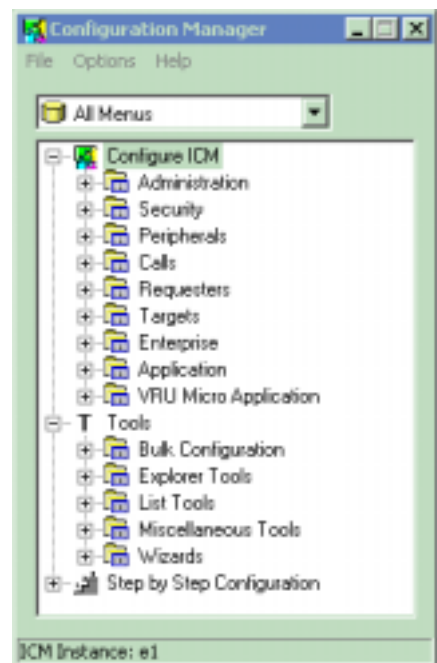 Configuration Manager
File Options Help
All Menus
Configure ICM
Administration
Security
Peripherals
Calls
Requesters
Targets
Enterprise
Application
VRU Micro Application
T Tools
Bulk Configuration
Explorer Tools
List Tools
Miscellaneous Tools
Wizards
Step by Step Configuration
ICM Instance: e1